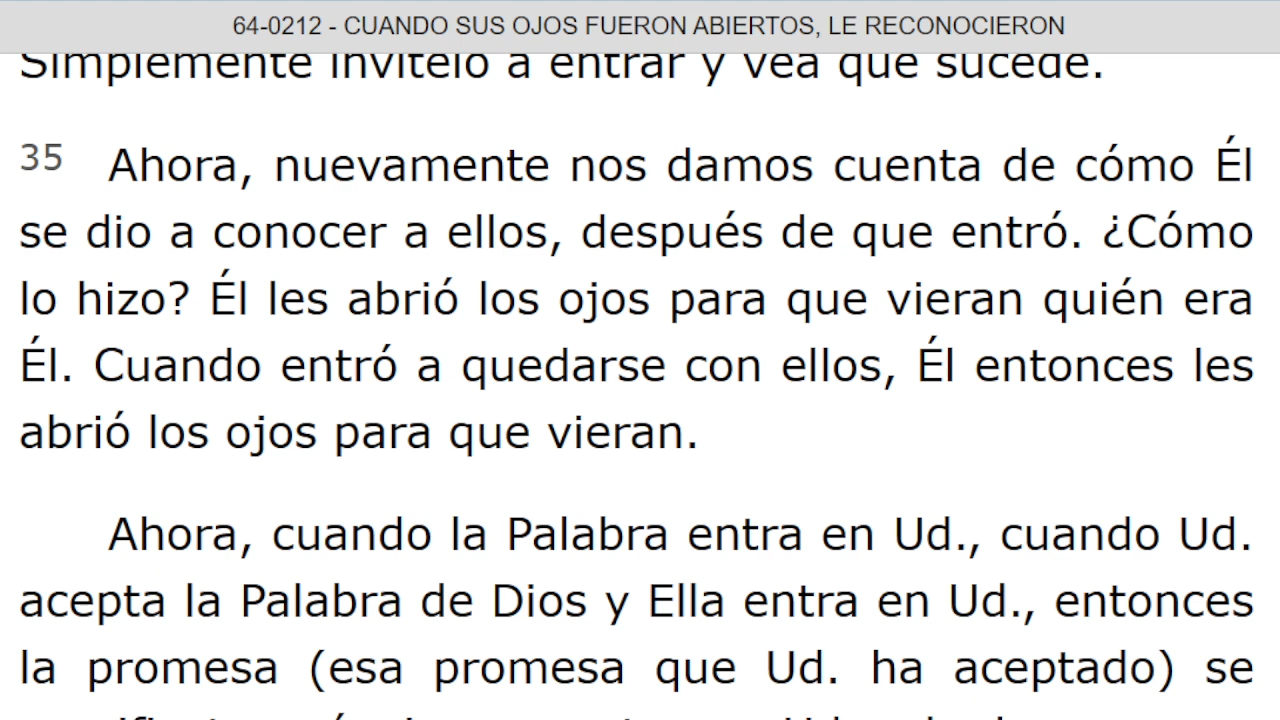 64-0212 - CUANDO SUS OJOS FUERON ABIERTOS, LE RECONOCIERON
Simplemente invítelo a entrar y vea qué sucede.
35 Ahora, nuevamente nos damos cuenta de cómo Él
se dio a conocer a ellos, después de que entró. ¿Cómo
lo hizo? Él les abrió los ojos para que vieran quién era
Él. Cuando entró a quedarse con ellos, Él entonces les
abrió los ojos para que vieran.
Ahora, cuando la Palabra entra en Ud., cuando Ud.
acepta la Palabra de Dios y Ella entra en Ud., entonces
la promesa (esa promesa que Ud. ha aceptado) se